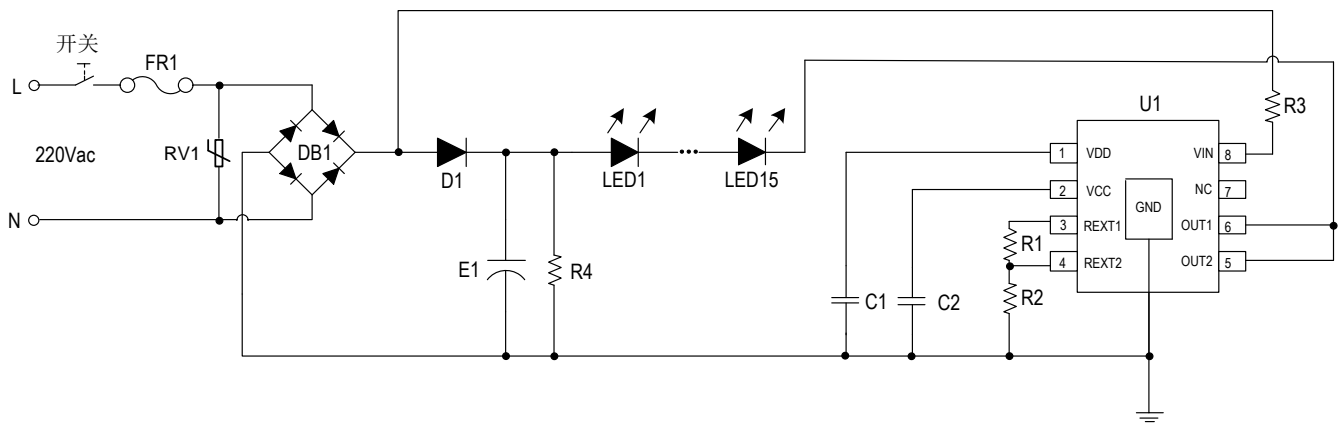 开关
FR1
L
220Vac
RV1
DB1
N
D1
LED1
•••
LED15
E1
R4
C1
C2
R1
R2
U1
R3
1 VDD
VIN 8
2 VCC
NC 7
GND
3 REXT1
OUT1 6
4 REXT2
OUT2 5